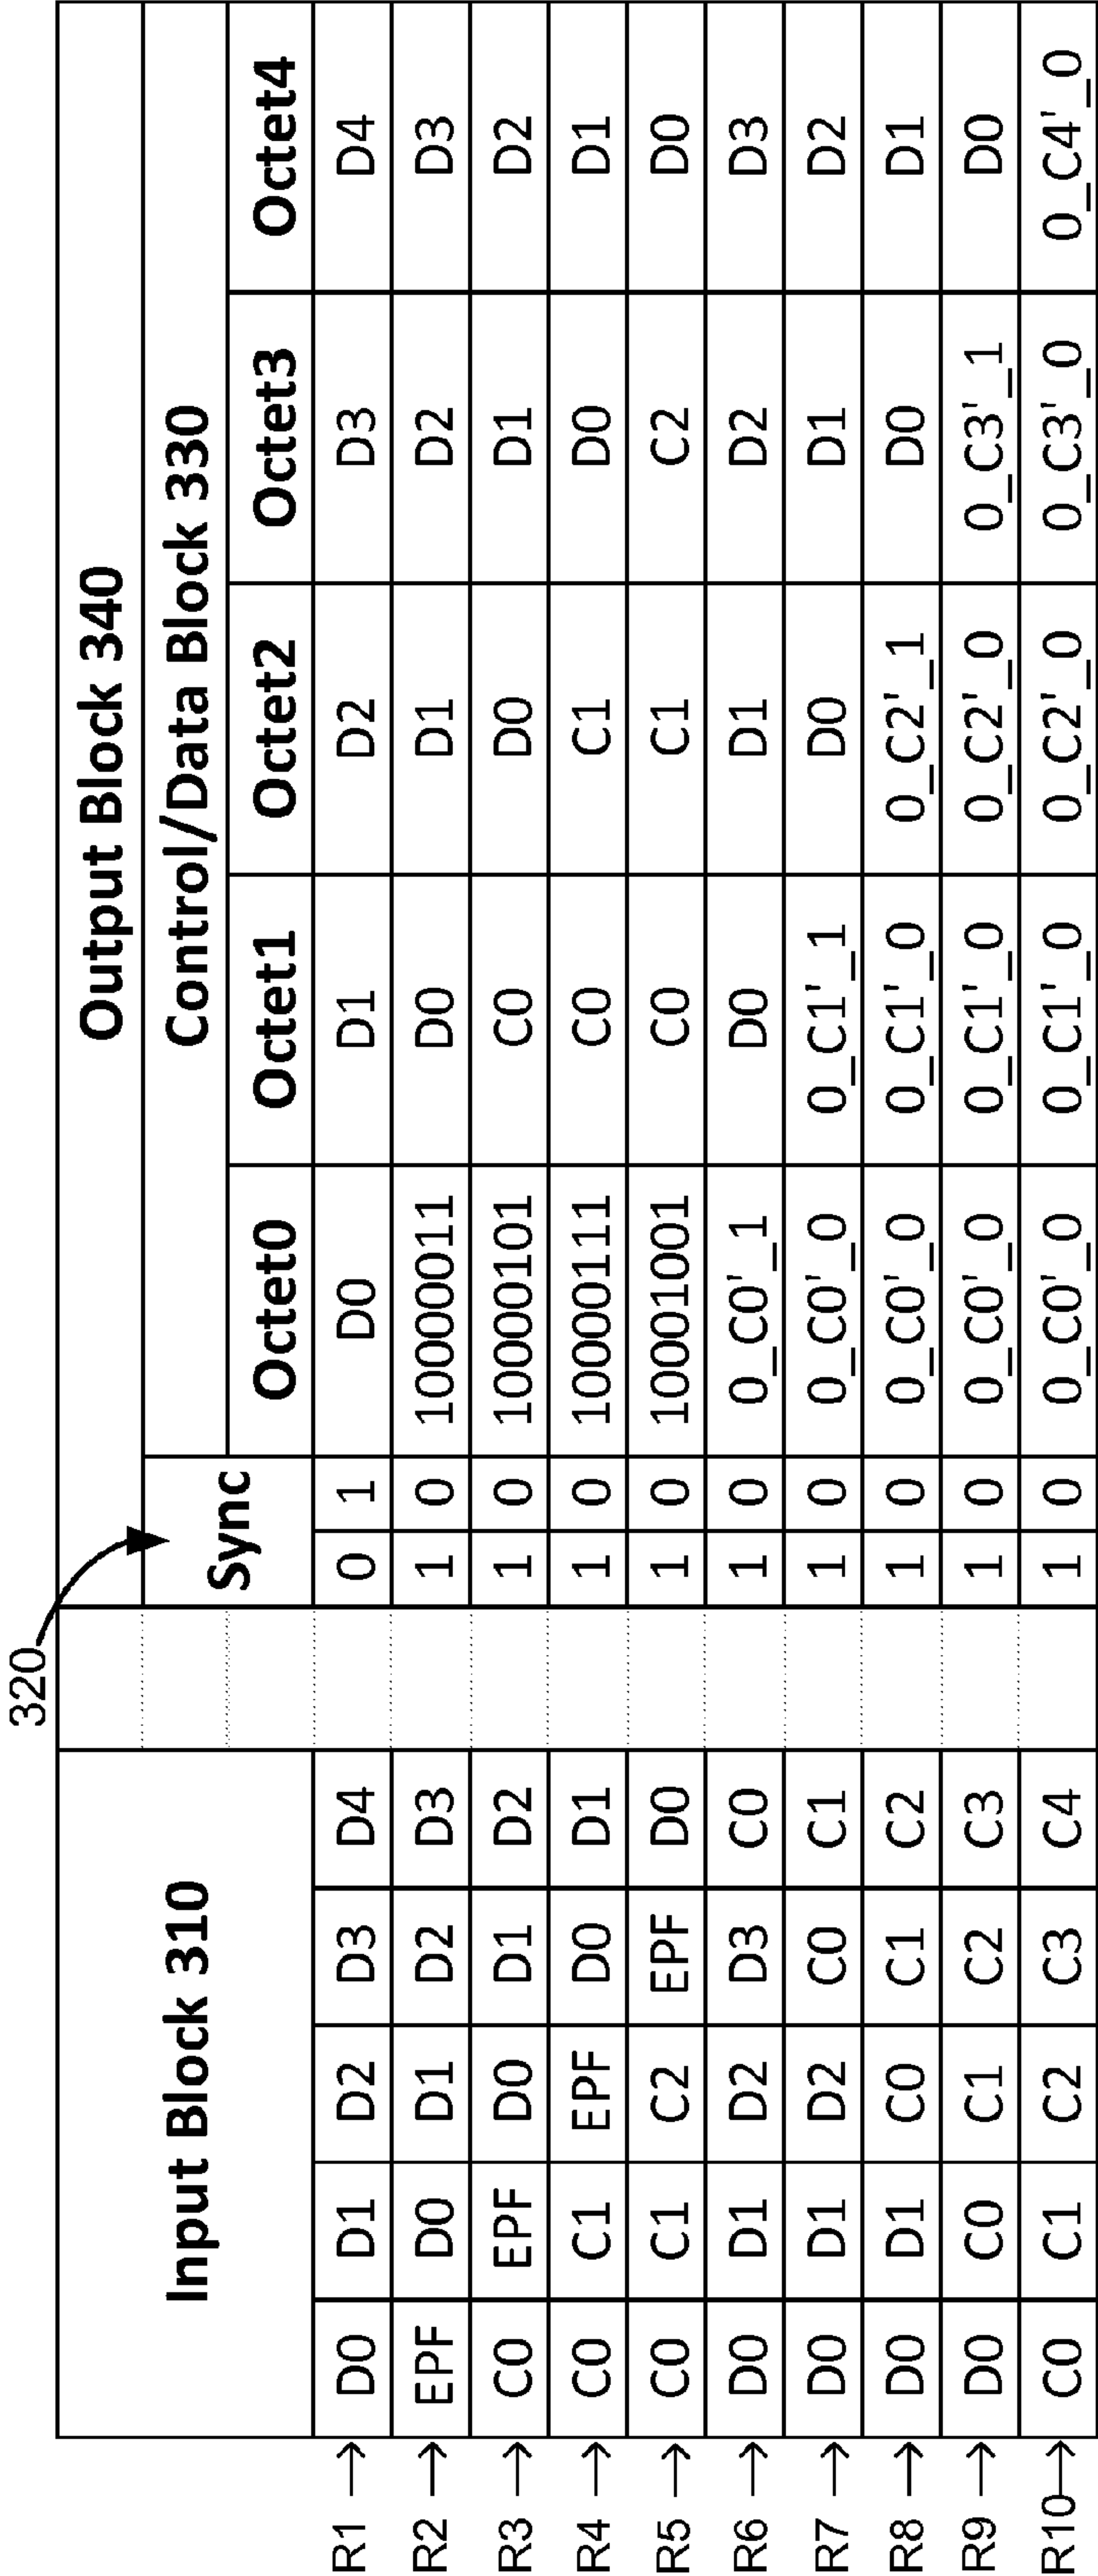 320
Input Block 310 Output Block 340
Sync Control/Data Block 330
Octet0 Octet1 Octet2 Octet3 Octet4
R1 → D0 D1 D2 D3 D4 0 1 D0 D1 D2 D3 D4
R2 → EPF D0 D1 D2 D3 1 0 10000011 D0 D1 D2 D3
R3 → C0 EPF D0 D1 D2 1 0 10000101 C0 D0 D1 D2
R4 → C0 C1 EPF D0 D1 1 0 10000111 C0 C1 D0 D1
R5 → C0 C1 C2 EPF D0 1 0 10001001 C0 C1 C2 D0
R6 → D0 D1 D2 D3 C0 1 0 0_C0'_1 D0 D1 D2 D3
R7 → D0 D1 D2 C0 C1 1 0 0_C0'_0 0_C1'_1 D0 D1 D2
R8 → D0 D1 C0 C1 C2 1 0 0_C0'_0 0_C1'_0 0_C2'_1 D0 D1
R9 → D0 C0 C1 C2 C3 1 0 0_C0'_0 0_C1'_0 0_C2'_0 0_C3'_1 D0
R10→ C0 C1 C2 C3 C4 1 0 0_C0'_0 0_C1'_0 0_C2'_0 0_C3'_0 0_C4'_0